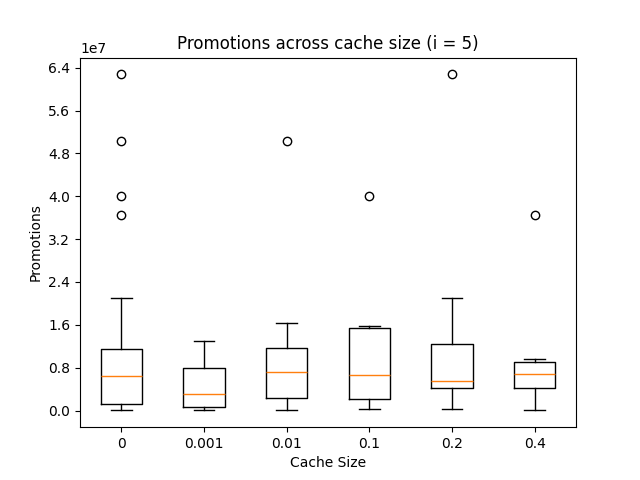 Promotions across cache size (i = 5)
1e7
6.4
5.6
4.8
4.0
3.2
2.4
1.6
0.8
0.0
Promotions
0 0.001 0.01 0.1 0.2 0.4
Cache Size